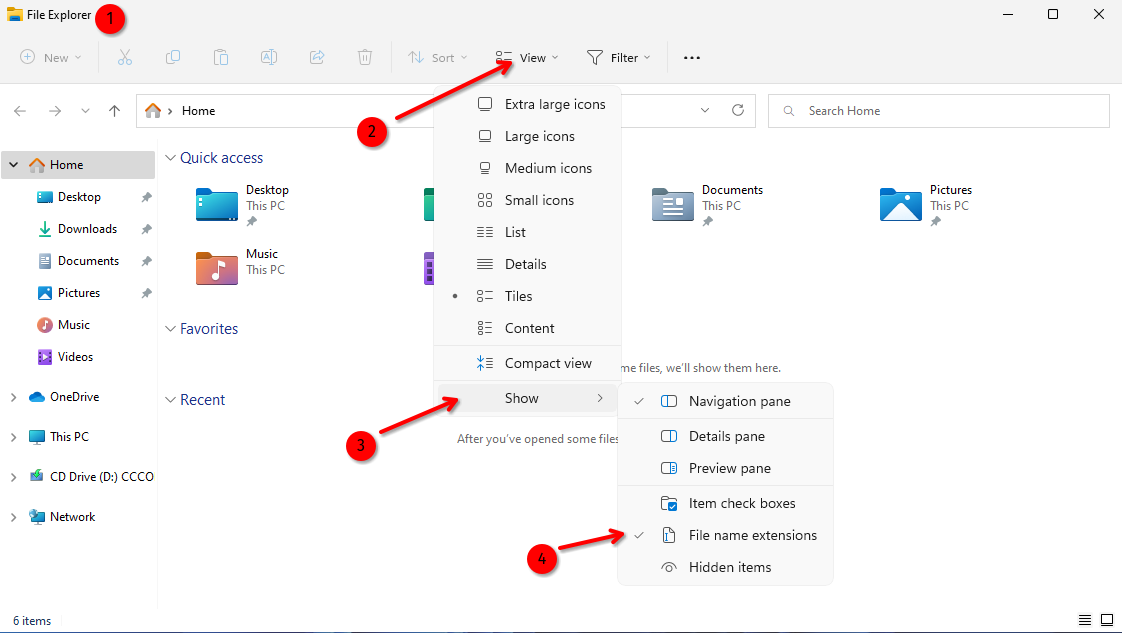 File Explorer
1
New
A
Sort
View
Filter
2
Home
Search Home
Extra large icons
Large icons
Medium icons
Small icons
List
Details
Tiles
Content
Compact view
Show
Home
Desktop
Downloads
Documents
Pictures
Music
Videos
OneDrive
This PC
CD Drive (D:) CCCO
Network
Quick access
Desktop
This PC
Documents
This PC
Pictures
This PC
Music
This PC
Favorites
me files, we'll show them here.
Recent
3
After you've opened some files
Navigation pane
Details pane
Preview pane
Item check boxes
File name extensions
Hidden items
4
6 items